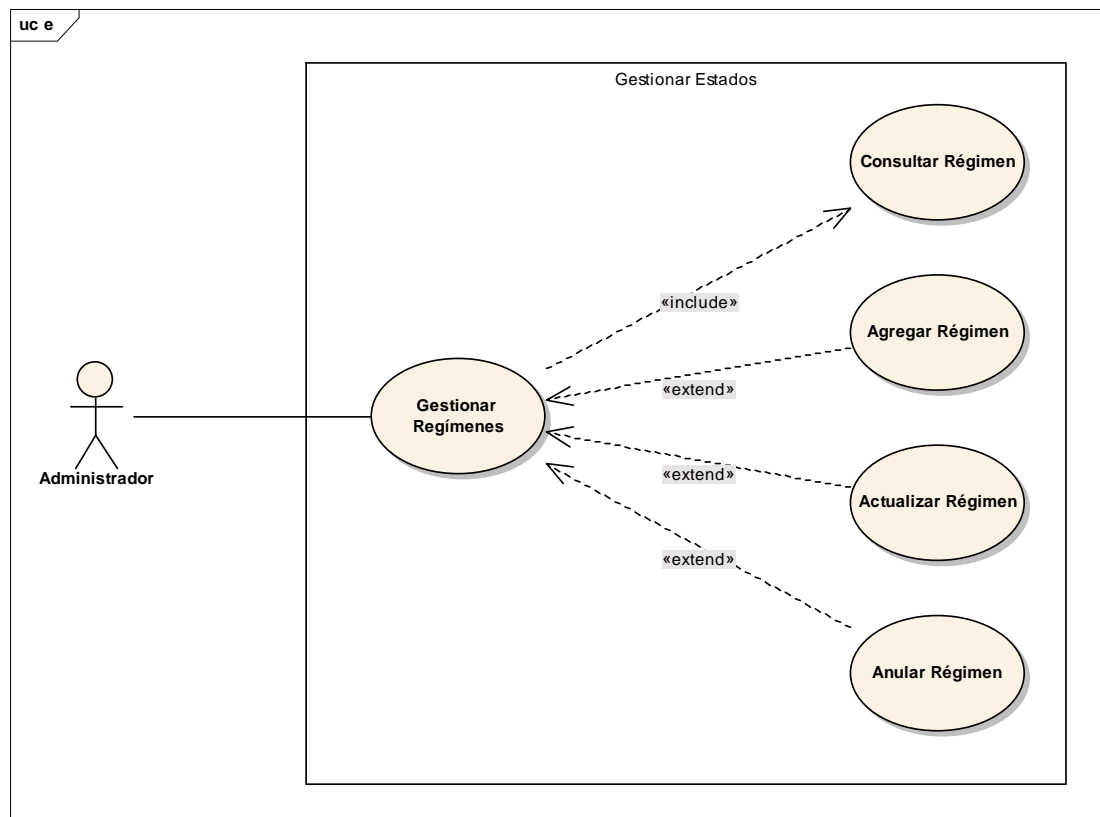 uc e
Gestionar Estados
Consultar Régimen
«include»
Agregar Régimen
«extend»
Gestionar
Regímenes
Administrador
«extend»
Actualizar Régimen
«extend»
Anular Régimen